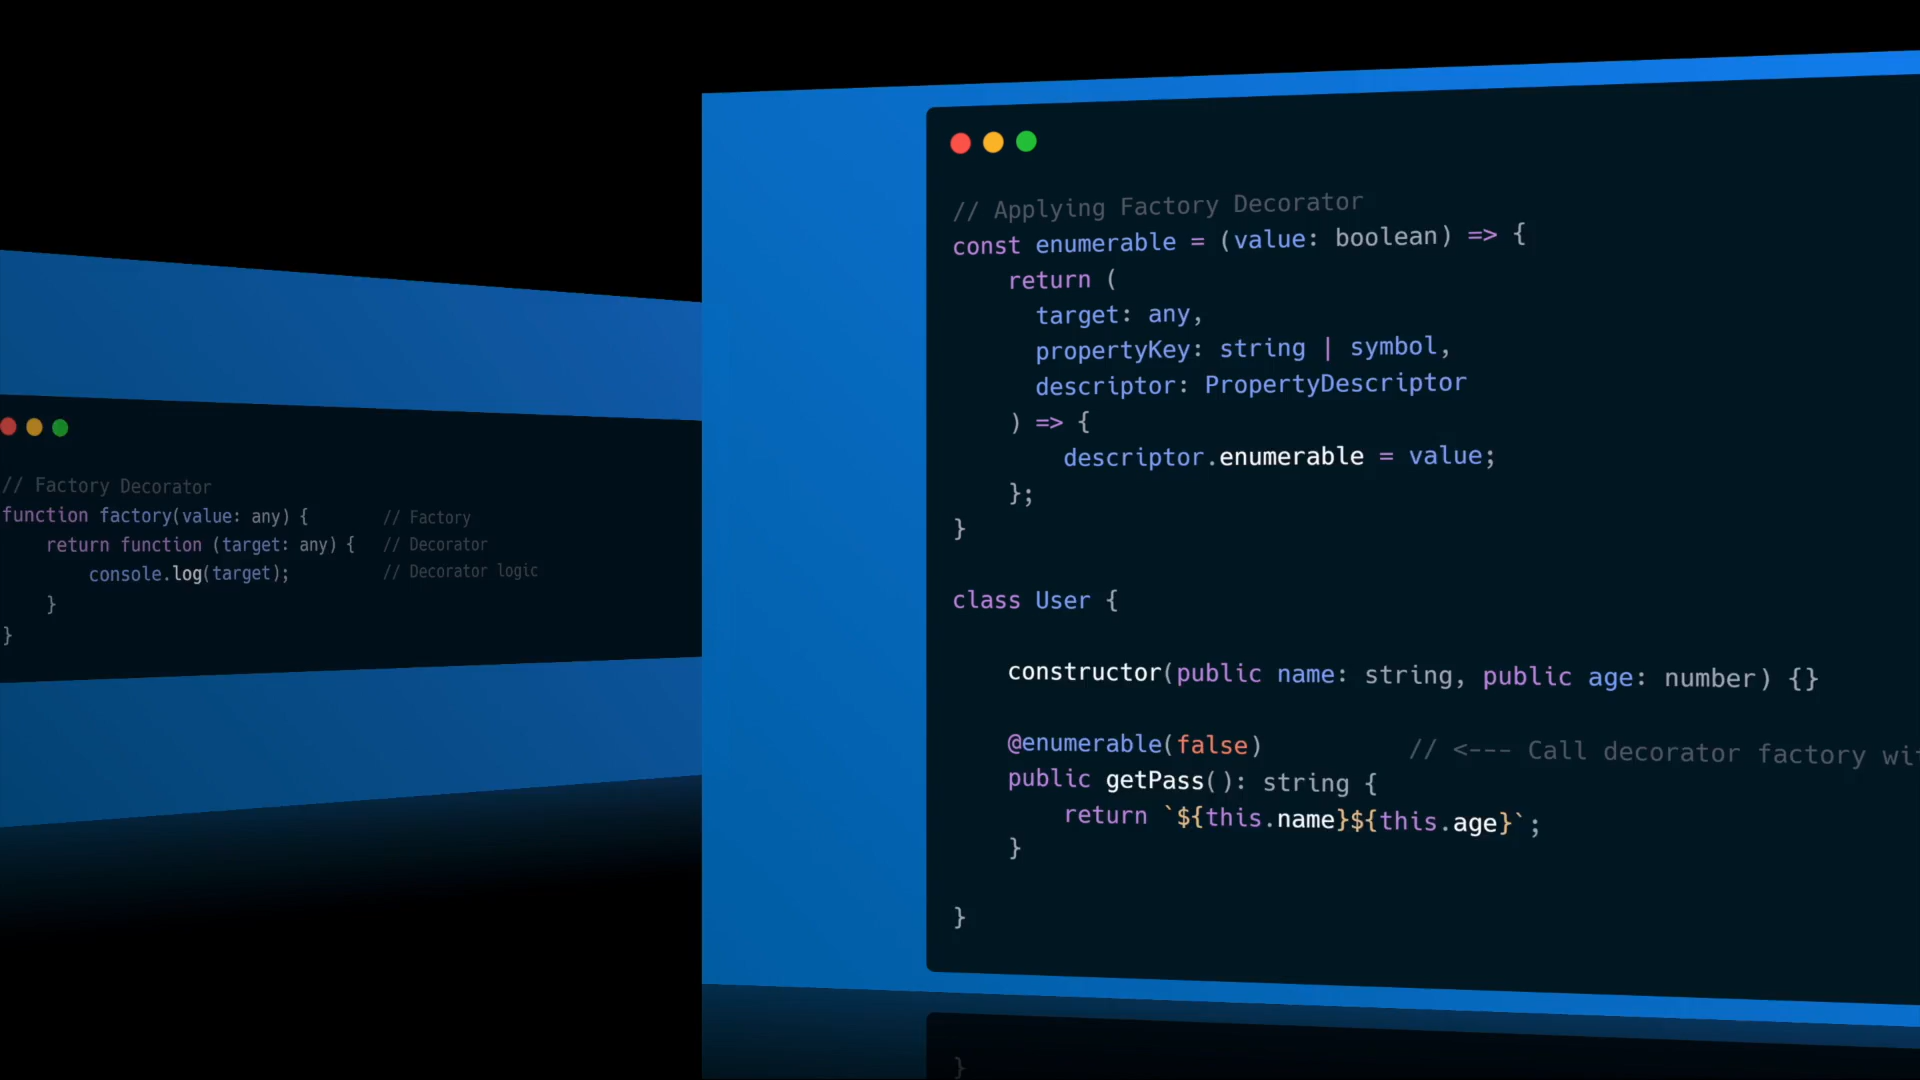 // Factory Decorator
function factory(value: any) {    // Factory
    return function (target: any) {    // Decorator
        console.log(target);    // Decorator logic
    }
}
// Applying Factory Decorator
const enumerable = (value: boolean) => {
    return (
      target: any,
      propertyKey: string | symbol,
      descriptor: PropertyDescriptor
    ) => {
        descriptor.enumerable = value;
    };
}
class User {
    constructor(public name: string, public age: number) {}
    @enumerable(false)    // <--- Call decorator factory
    public getPass(): string {
        return `${this.name}${this.age}`;
    }
}
}